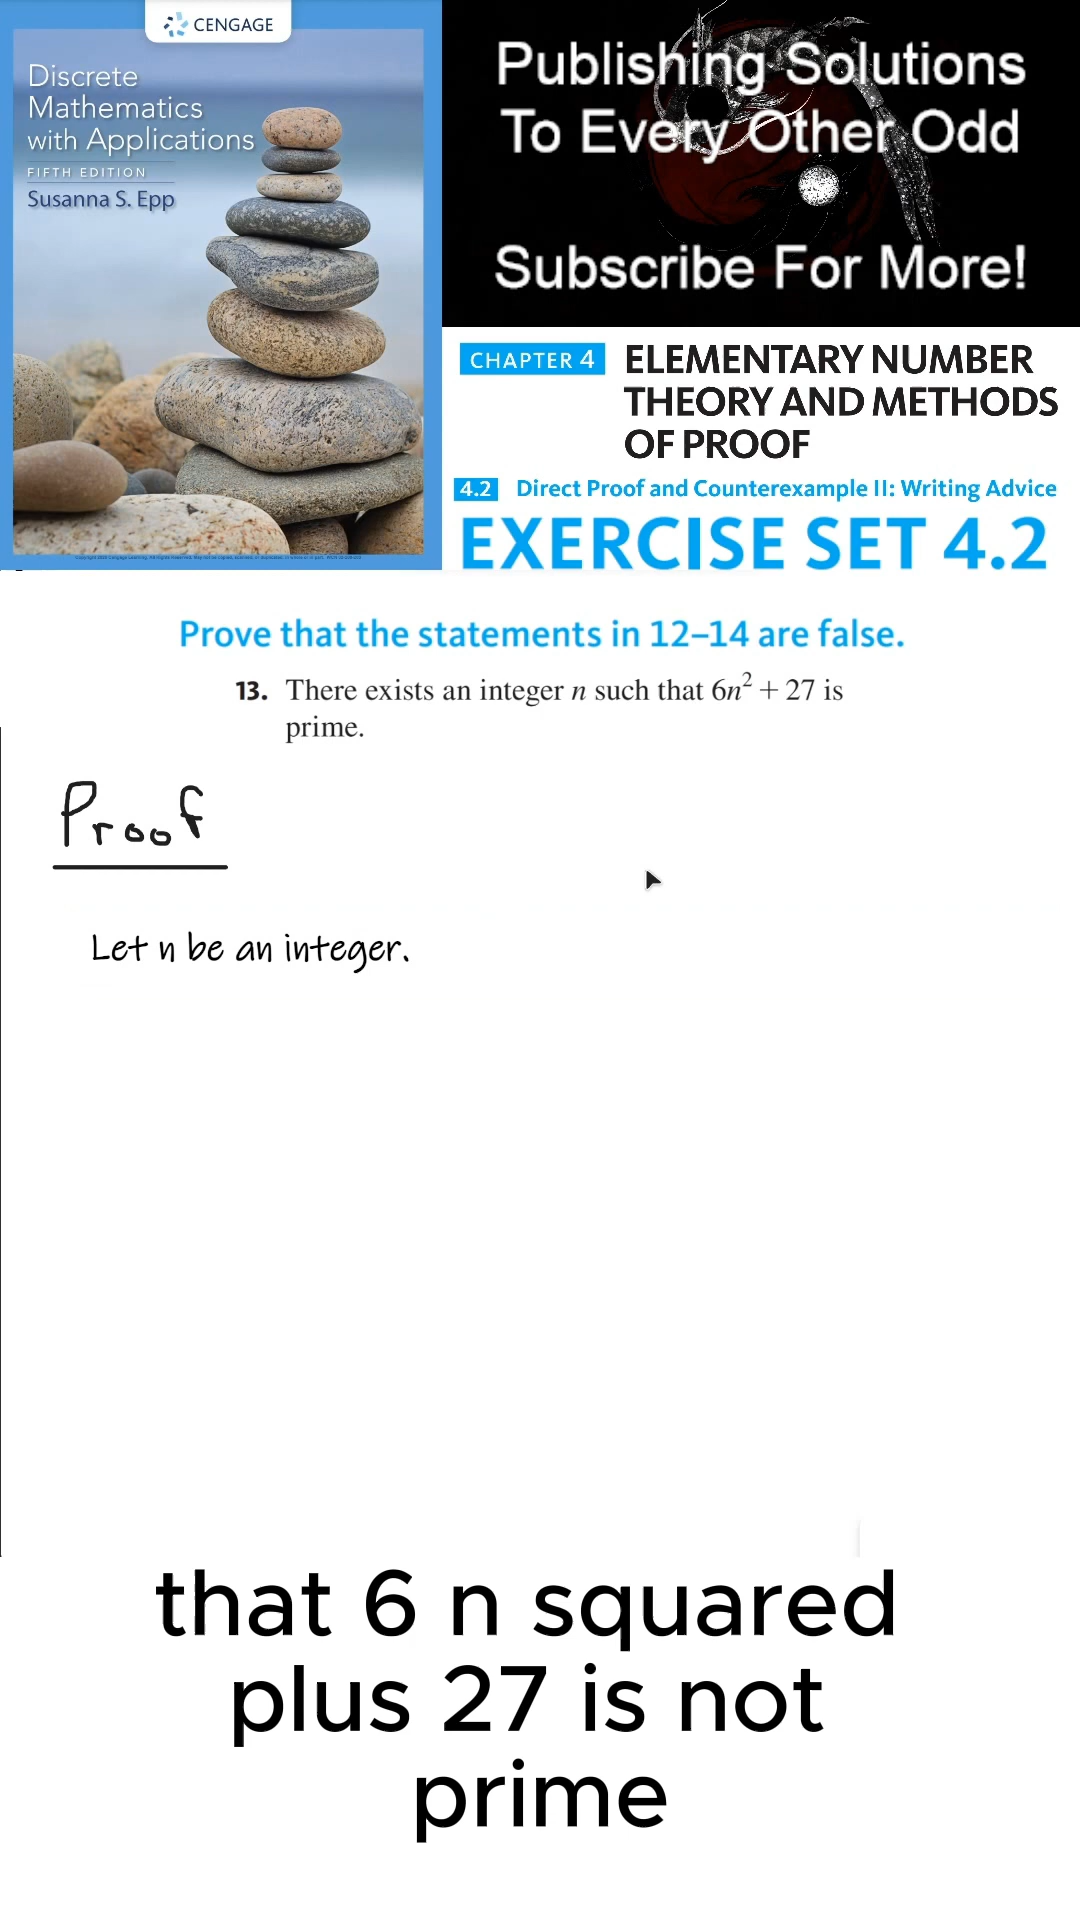 CENGAGE
Discrete
Mathematics
with Applications
FIFTH EDITION
Susanna S. Epp
Publishing Solutions
To Every Other Odd
Subscribe For More!
CHAPTER 4 ELEMENTARY NUMBER
THEORY AND METHODS
OF PROOF
4.2 Direct Proof and Counterexample II: Writing Advice
EXERCISE SET 4.2
Prove that the statements in 12–14 are false.
13. There exists an integer n such that 6n² + 27 is
prime.
Proof
Let n be an integer.
that 6 n squared
plus 27 is not
prime